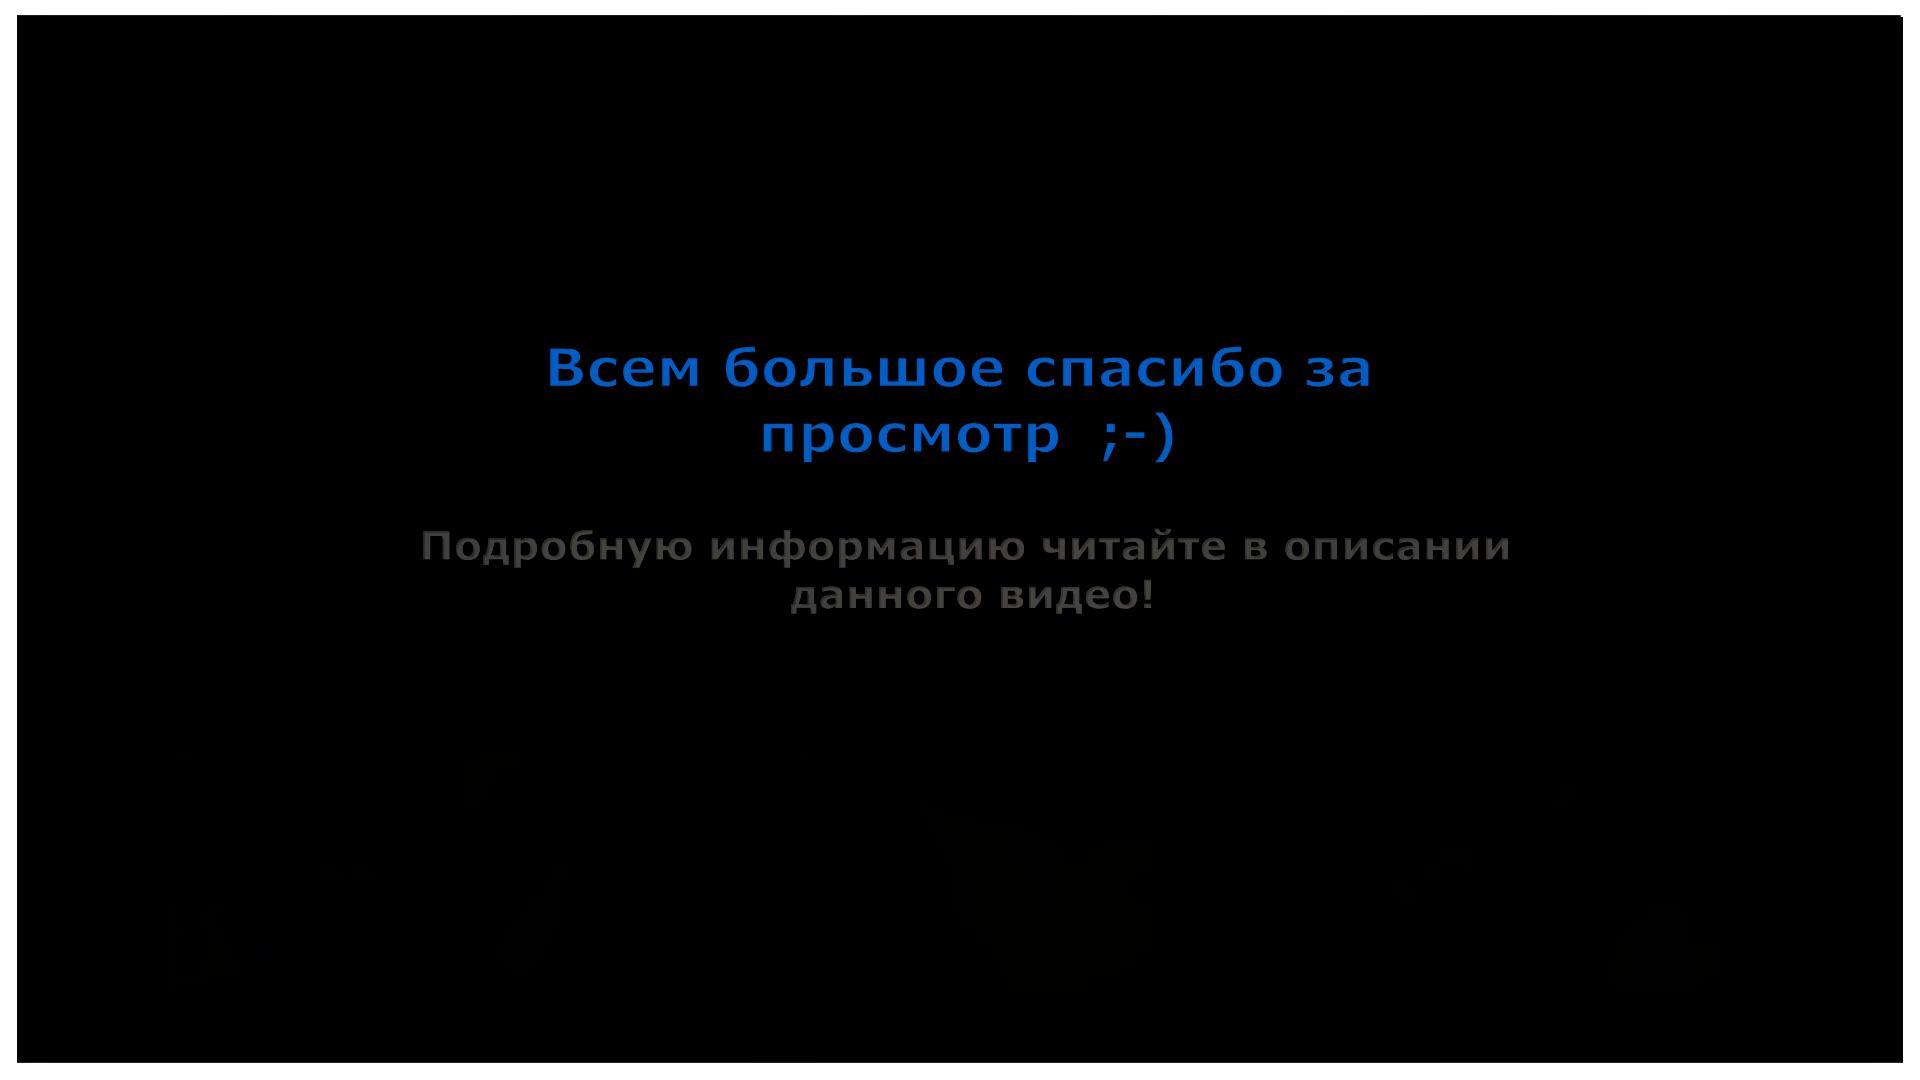 Всем большое спасибо за
просмотр  ;-)
Подробную информацию читайте в описании
данного видео!